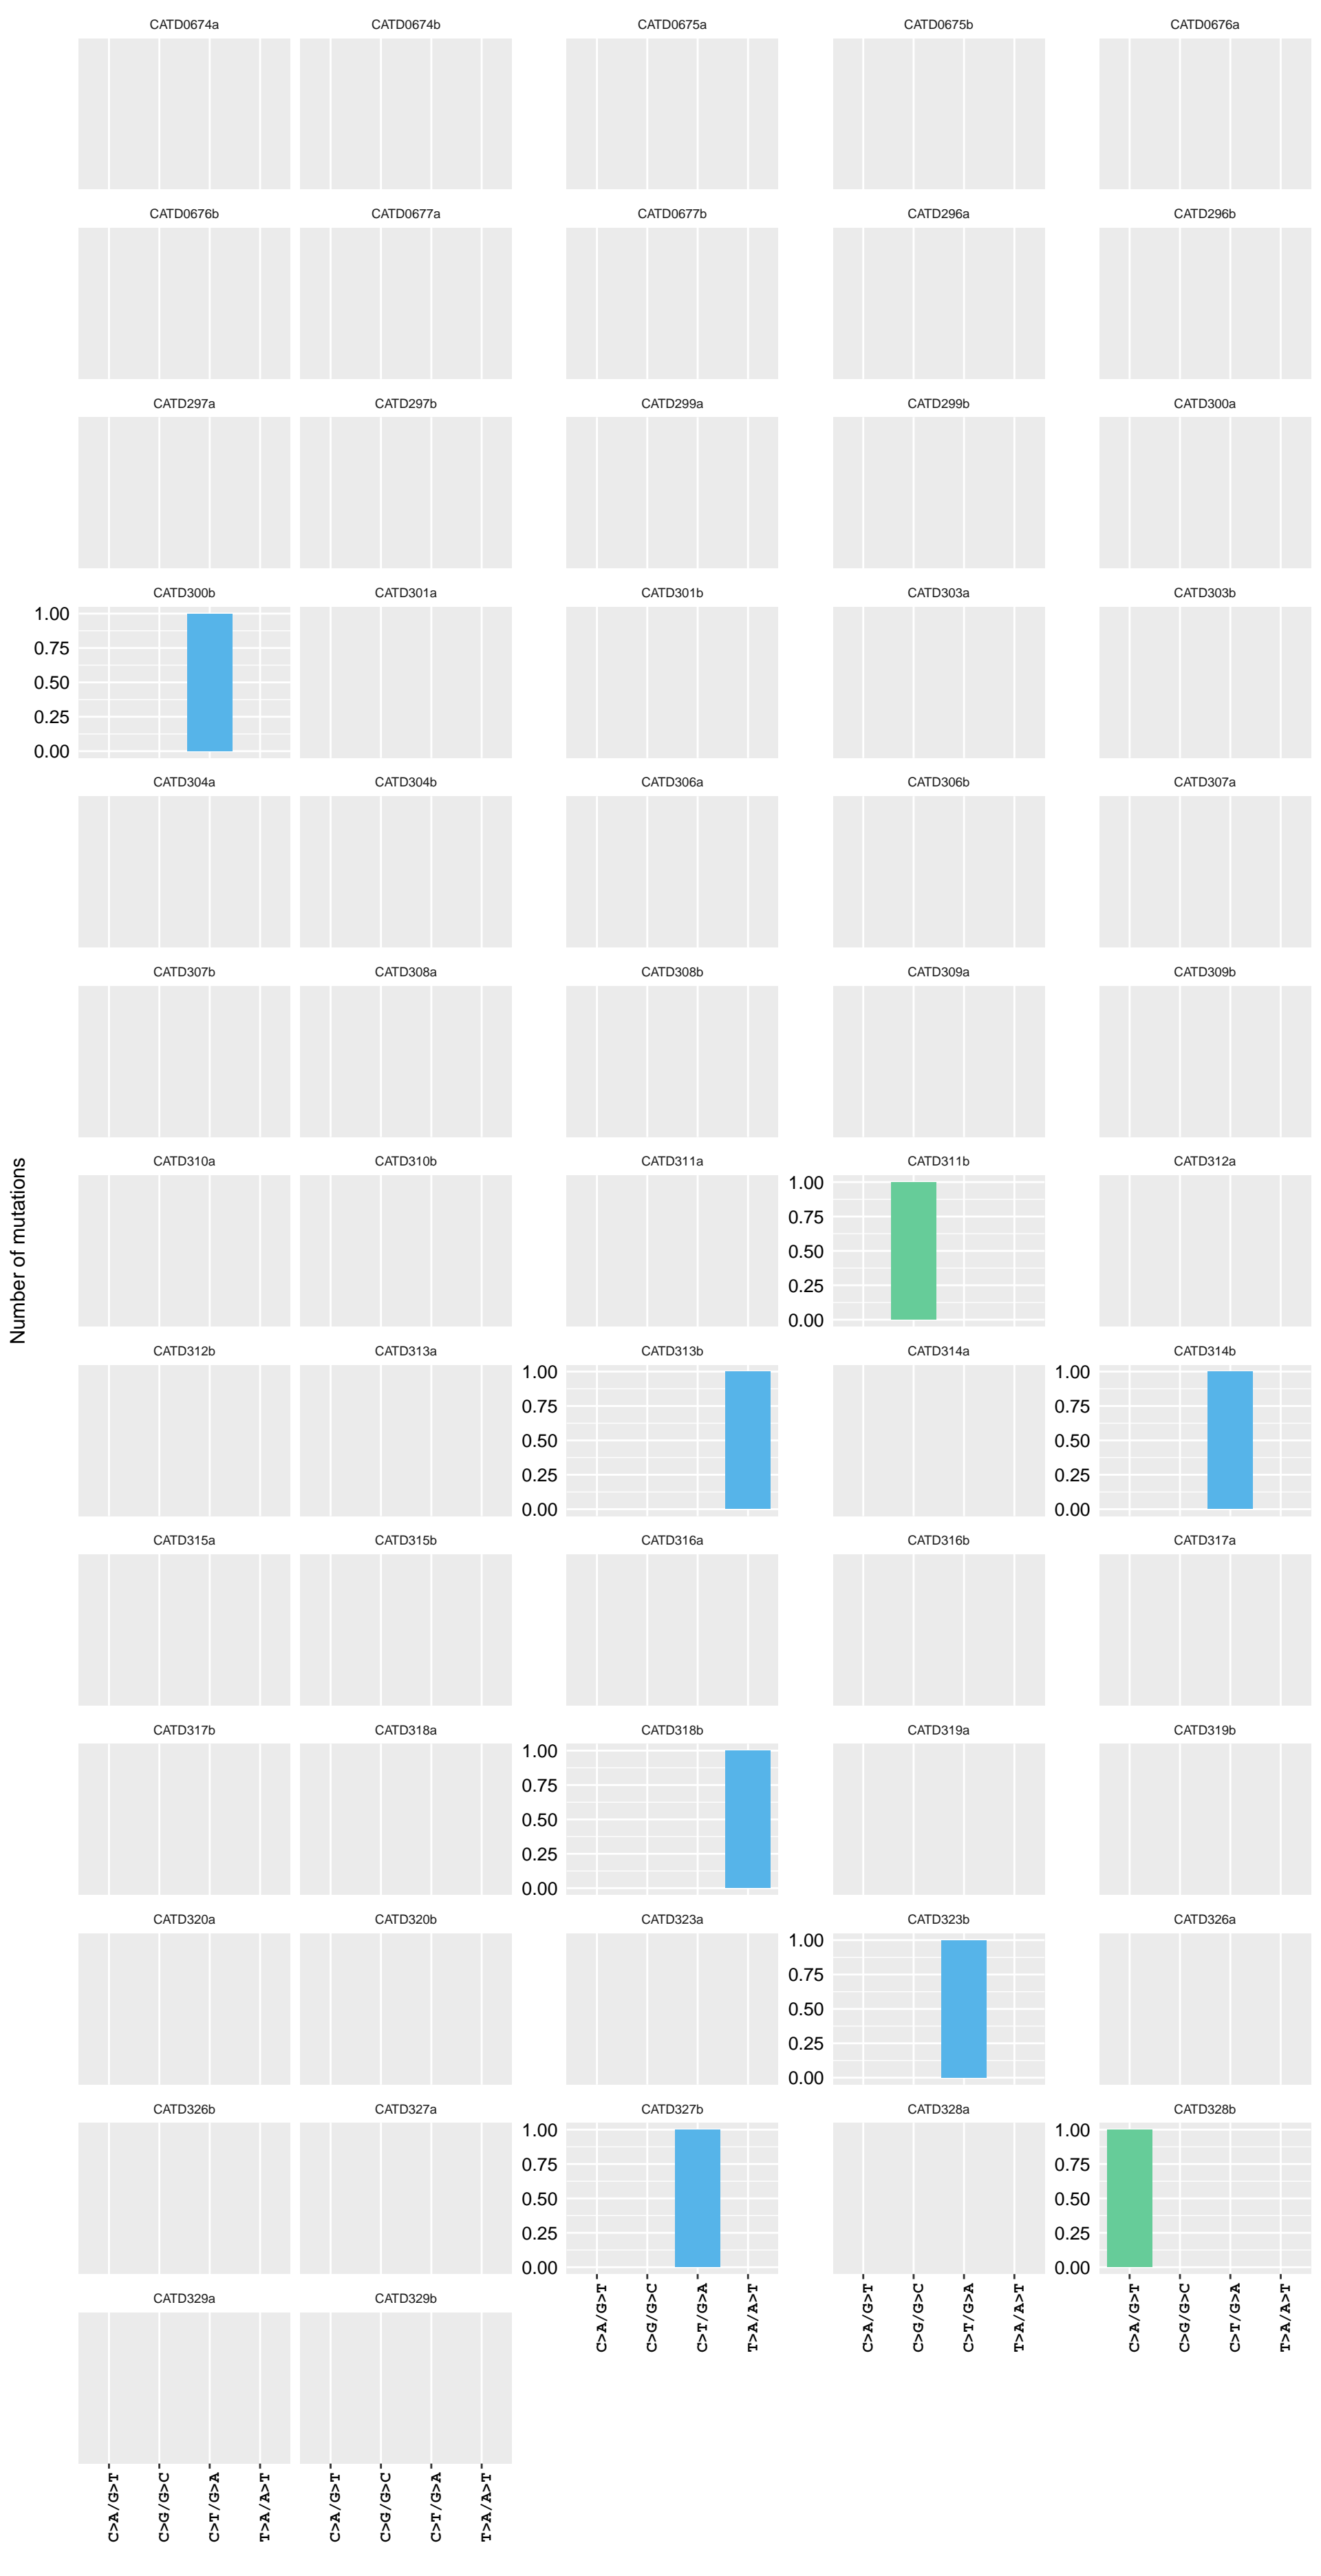 CATD0674a CATD0674b CATD0675a CATD0675b CATD0676a
CATD0676b CATD0677a CATD0677b CATD296a CATD296b
CATD297a CATD297b CATD299a CATD299b CATD300a
CATD300b CATD301a CATD301b CATD303a CATD303b
1.00
0.75
0.50
0.25
0.00
CATD304a CATD304b CATD306a CATD306b CATD307a
CATD307b CATD308a CATD308b CATD309a CATD309b
Number of mutations
CATD310a CATD310b CATD311a CATD311b CATD312a
1.00
0.75
0.50
0.25
0.00
CATD312b CATD313a CATD313b CATD314a CATD314b
1.00 1.00
0.75 0.75
0.50 0.50
0.25 0.25
0.00 0.00
CATD315a CATD315b CATD316a CATD316b CATD317a
CATD317b CATD318a CATD318b CATD319a CATD319b
1.00
0.75
0.50
0.25
0.00
CATD320a CATD320b CATD323a CATD323b CATD326a
1.00
0.75
0.50
0.25
0.00
CATD326b CATD327a CATD327b CATD328a CATD328b
1.00 1.00
0.75 0.75
0.50 0.50
0.25 0.25
0.00 0.00
C>A/G>T C>G/G>C C>T/G>A T>A/A>T C>A/G>T C>G/G>C C>T/G>A T>A/A>T C>A/G>T C>G/G>C C>T/G>A T>A/A>T
CATD329a CATD329b
C>A/G>T C>G/G>C C>T/G>A T>A/A>T C>A/G>T C>G/G>C C>T/G>A T>A/A>T